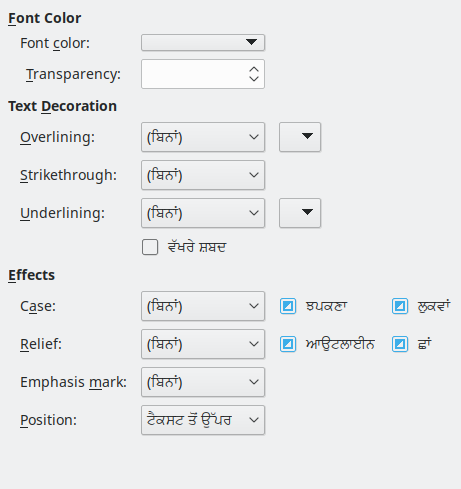 Font Color
Font color:
Transparency:
Text Decoration
Overlining: (ਬਿਨਾਂ)
Strikethrough: (ਬਿਨਾਂ)
Underlining: (ਬਿਨਾਂ)
ਵੱਖਰੇ ਸ਼ਬਦ
Effects
Case: (ਬਿਨਾਂ) ਝਪਕਣਾ ਲੁਕਵਾਂ
Relief: (ਬਿਨਾਂ) ਆਉਟਲਾਈਨ ਛਾਂ
Emphasis mark: (ਬਿਨਾਂ)
Position: ਟੈਕਸਟ ਤੋਂ ਉੱਪਰ